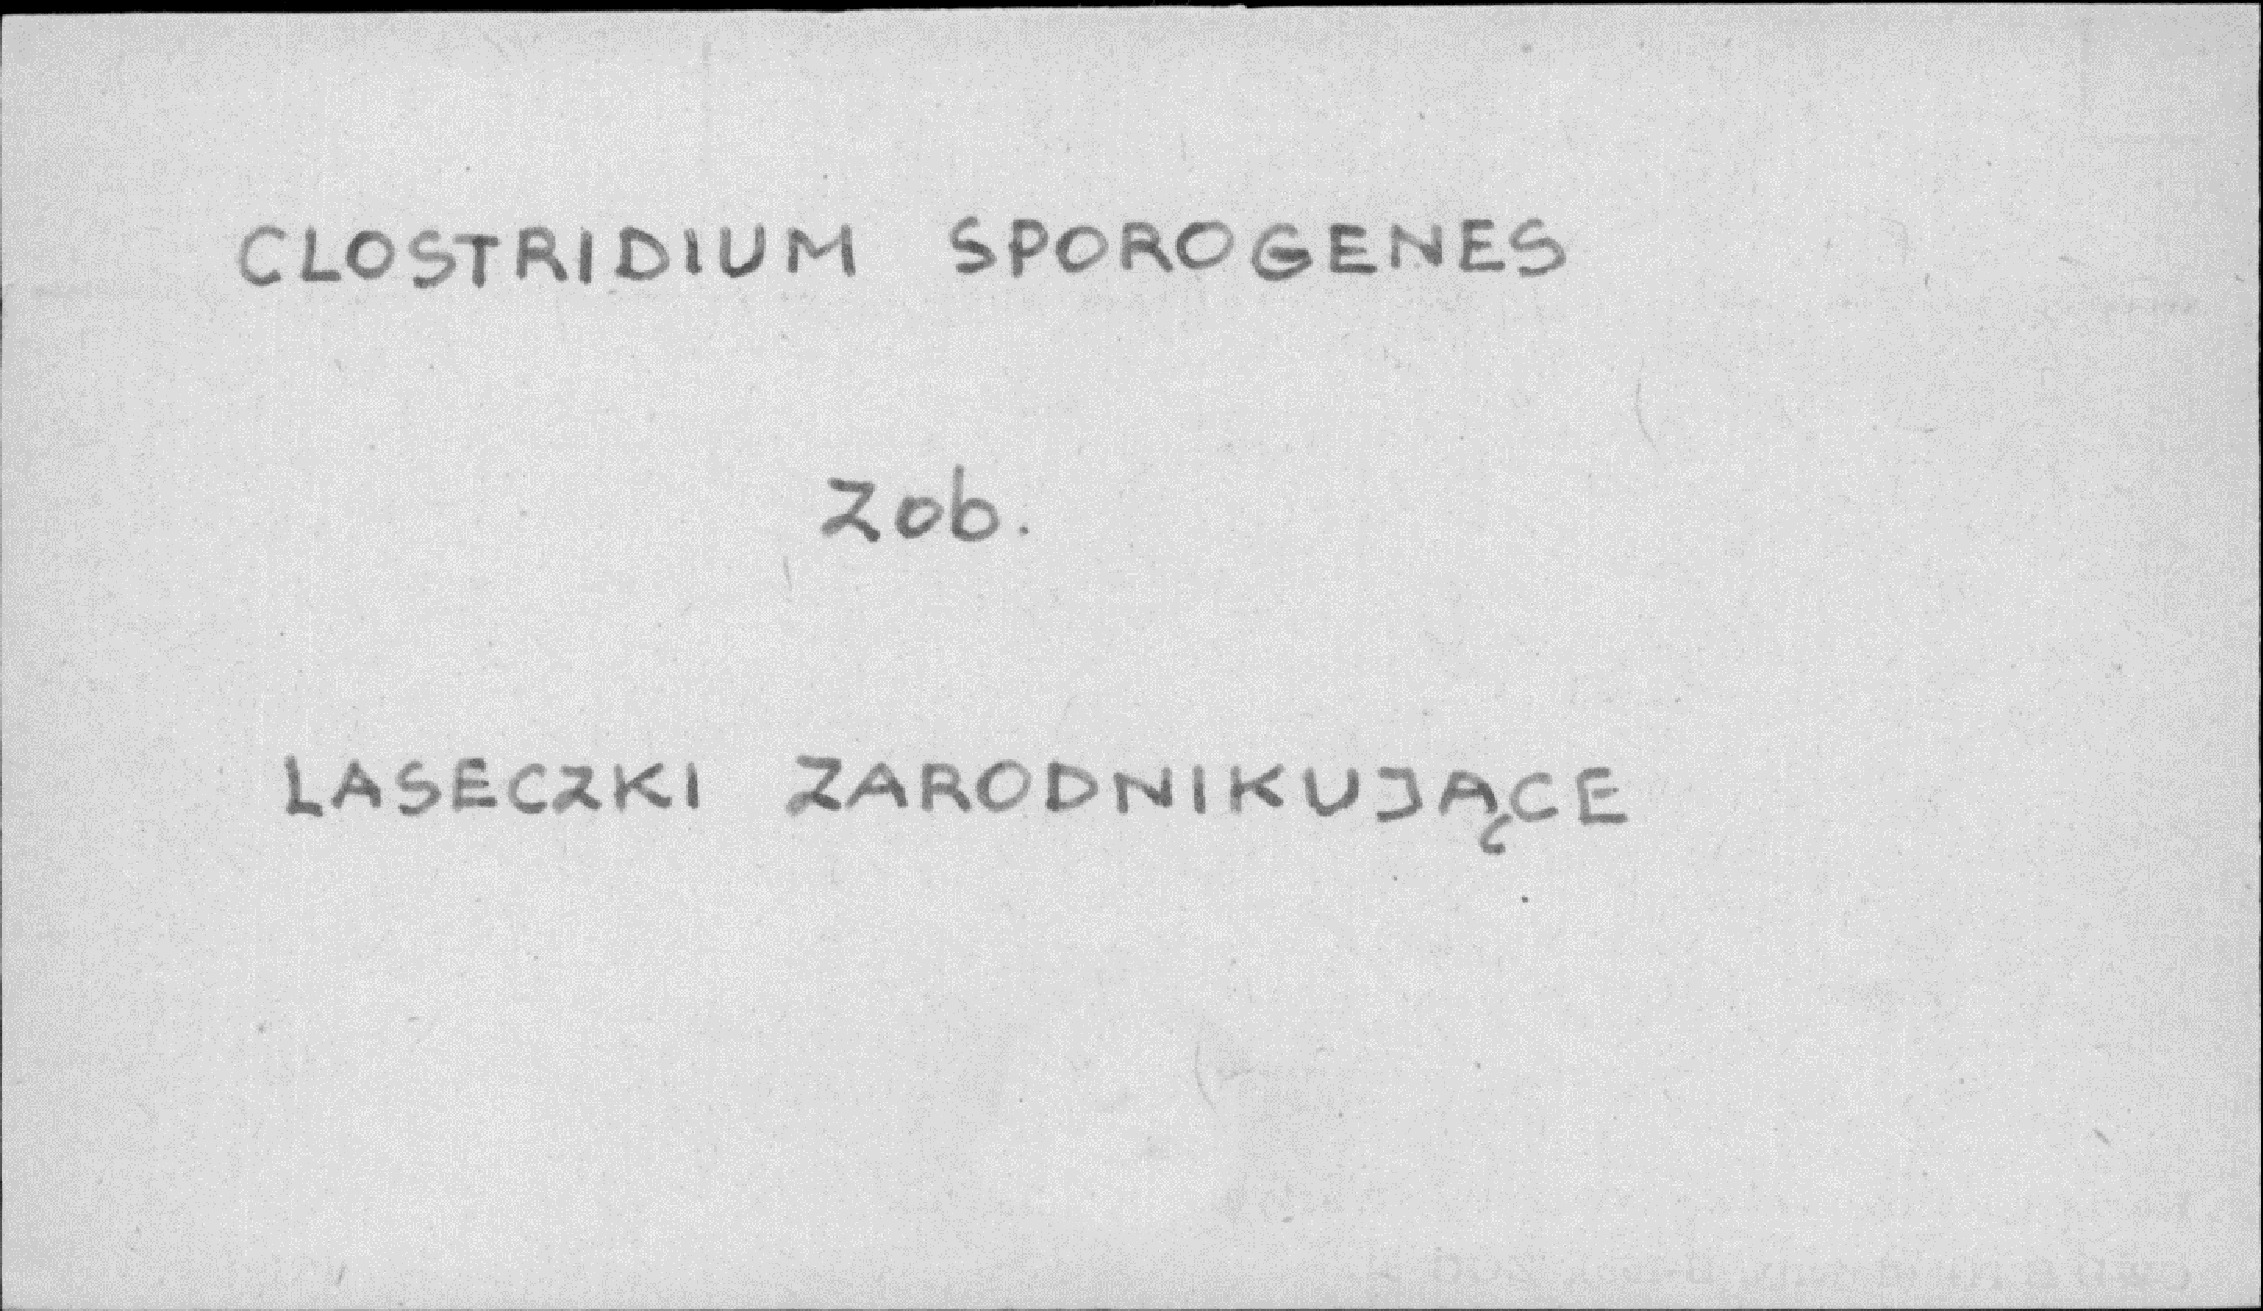 CLOSTRIDIUM SPOROGENES
Zob.
LASECZKI ZARODNIKUJĄCE